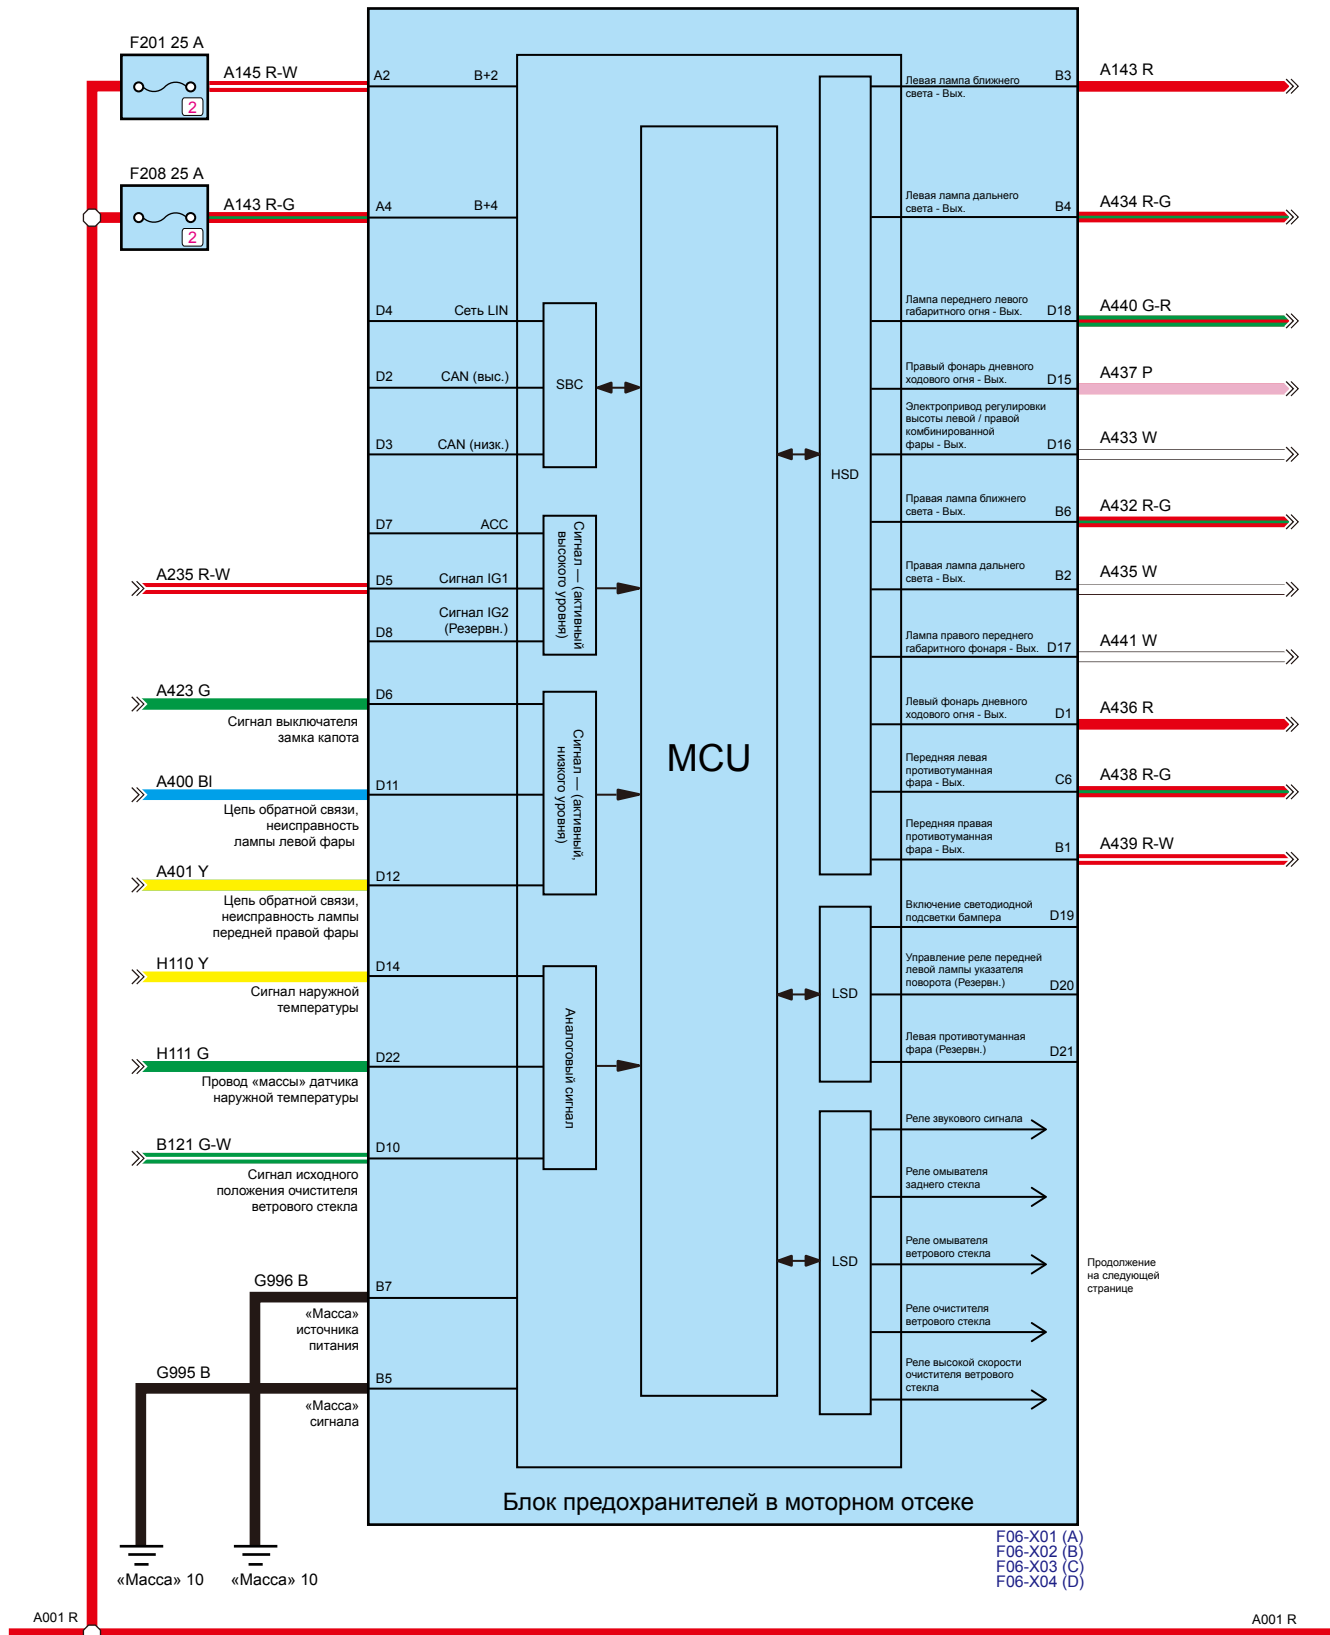 F201 25 A
2
A145 R-W
A2
B+2
F208 25 A
2
A143 R-G
A4
B+4
D4
Сеть LIN
D2
CAN (выс.)
D3
CAN (низк.)
SBC
D7
ACC
A235 R-W
D5
Сигнал IG1
Сигнал IG2
(Резервн.)
D8
Сигнал — (активный
высокого уровня)
A423 G
D6
Сигнал выключателя
замка капота
A400 Bl
D11
Цепь обратной связи,
неисправность
лампы левой фары
A401 Y
D12
Цепь обратной связи,
неисправность лампы
передней правой фары
Сигнал — (активный,
низкого уровня)
H110 Y
D14
Сигнал наружной
температуры
H111 G
D22
Провод «массы» датчика
наружной температуры
B121 G-W
D10
Сигнал исходного
положения очистителя
ветрового стекла
Аналоговый сигнал
G996 B
B7
«Масса»
источника
питания
G995 B
B5
«Масса»
сигнала
«Масса» 10
«Масса» 10
MCU
HSD
LSD
LSD
Левая лампа ближнего
света - Вых.
B3
A143 R
Левая лампа дальнего
света - Вых.
B4
A434 R-G
Лампа переднего левого
габаритного огня - Вых.
D18
A440 G-R
Правый фонарь дневного
ходового огня - Вых.
D15
A437 P
Электропривод регулировки
высоты левой / правой
комбинированной
фары - Вых.
D16
A433 W
Правая лампа ближнего
света - Вых.
B6
A432 R-G
Правая лампа дальнего
света - Вых.
B2
A435 W
Лампа правого переднего
габаритного фонаря - Вых.
D17
A441 W
Левый фонарь дневного
ходового огня - Вых.
D1
A436 R
Передняя левая
противотуманная
фара - Вых.
C6
A438 R-G
Передняя правая
противотуманная
фара - Вых.
B1
A439 R-W
Включение светодиодной
подсветки бампера
D19
Управление реле передней
левой лампы указателя
поворота (Резервн.)
D20
Левая противотуманная
фара (Резервн.)
D21
Реле звукового сигнала
Реле омывателя
заднего стекла
Реле омывателя
ветрового стекла
Реле очистителя
ветрового стекла
Реле высокой скорости
очистителя ветрового
стекла
Продолжение
на следующей
странице
Блок предохранителей в моторном отсеке
F06-X01 (A)
F06-X02 (B)
F06-X03 (C)
F06-X04 (D)
A001 R
A001 R